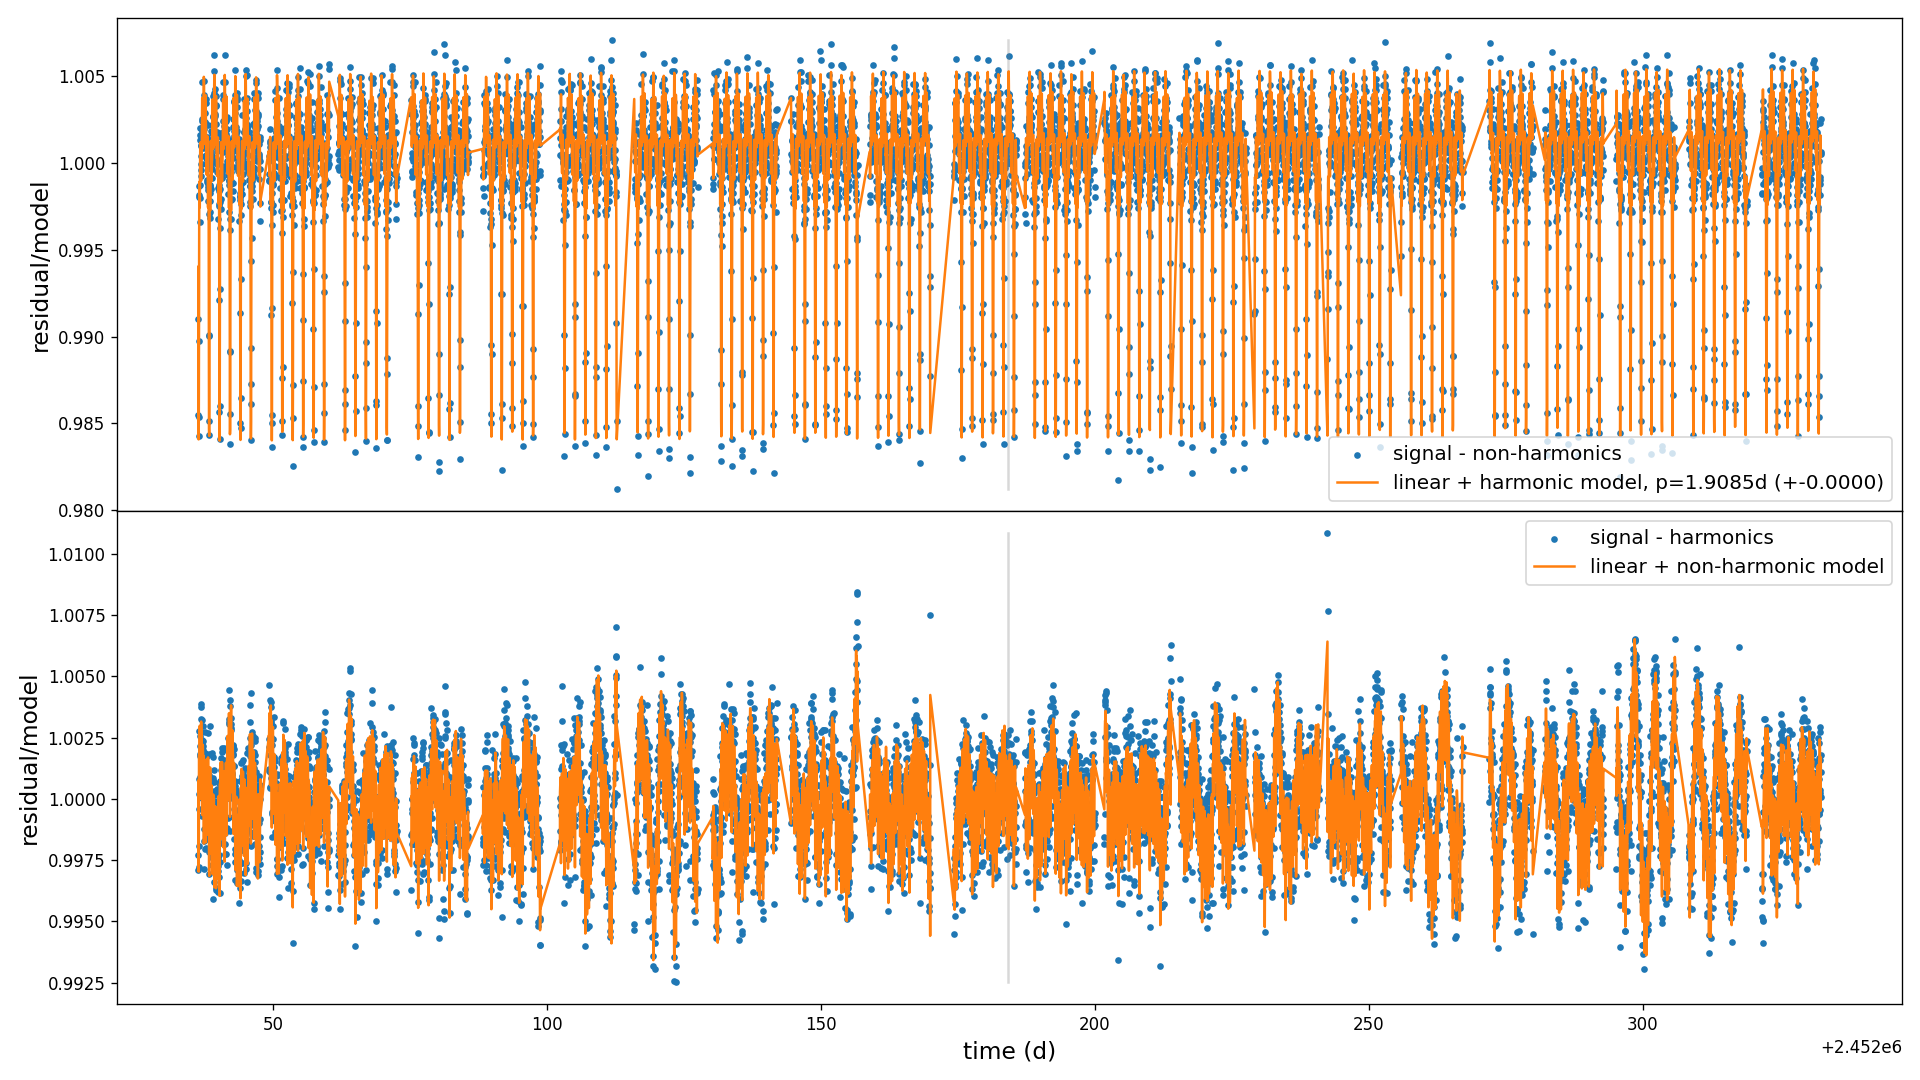 residual/model
1.005
1.000
0.995
0.990
0.985
0.980
signal - non-harmonics
linear + harmonic model, p=1.9085d (+-0.0000)
residual/model
1.0100
1.0075
1.0050
1.0025
1.0000
0.9975
0.9950
0.9925
signal - harmonics
linear + non-harmonic model
50
100
150
200
250
300
time (d)
+2.452e6